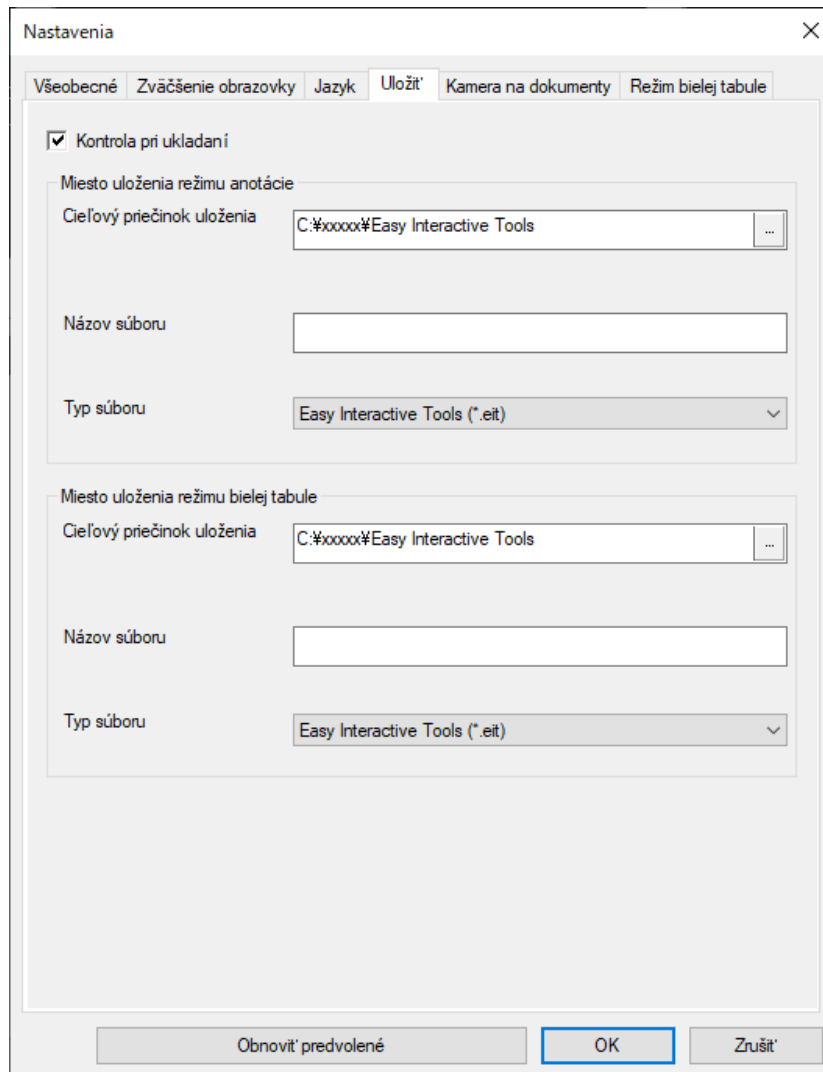 Nastavenia
Všeobecné Zväčšenie obrazovky Jazyk Uložiť Kamera na dokumenty Režim bielej tabule
Kontrola pri ukladaní
Miesto uloženia režimu anotácie
Cieľový priečinok uloženia C:¥xxxxx¥Easy Interactive Tools ...
Názov súboru
Typ súboru Easy Interactive Tools (*.eit)
Miesto uloženia režimu bielej tabule
Cieľový priečinok uloženia C:¥xxxxx¥Easy Interactive Tools ...
Názov súboru
Typ súboru Easy Interactive Tools (*.eit)
Obnoviť predvolené OK Zrušiť